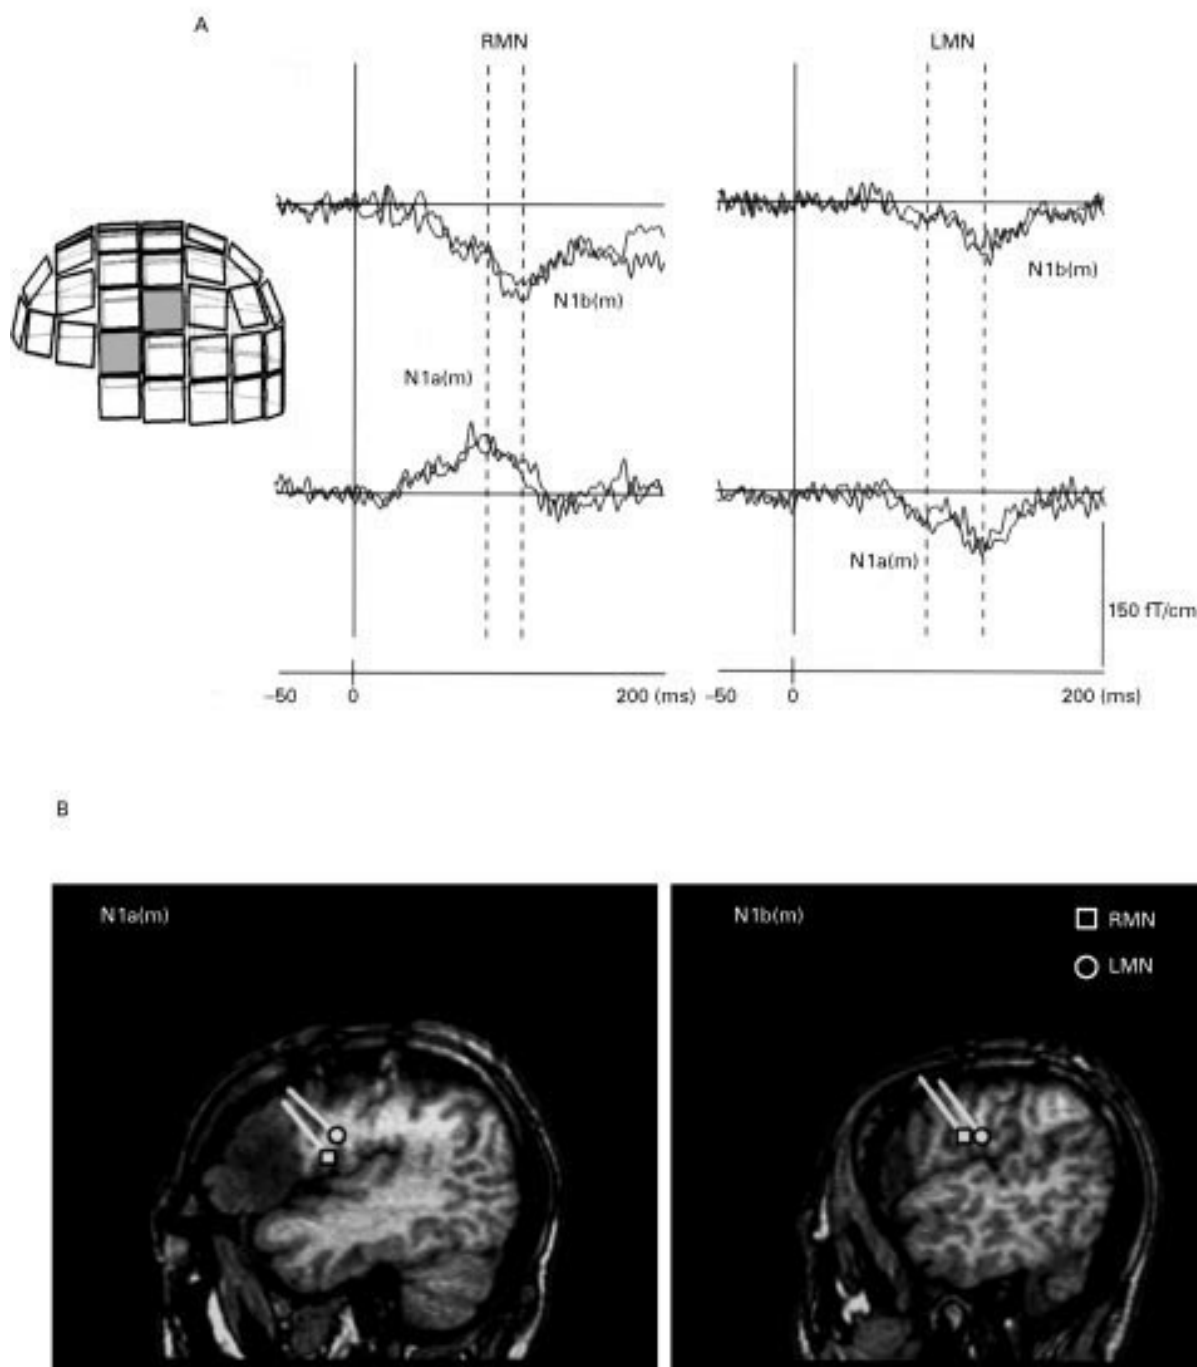 A
RMN
LMN
N1b(m)
N1b(m)
N1a(m)
N1a(m)
150 fT/cm
–50 0 200 (ms)
–50 0 200 (ms)
B
N1a(m)
N1b(m)
RMN
LMN